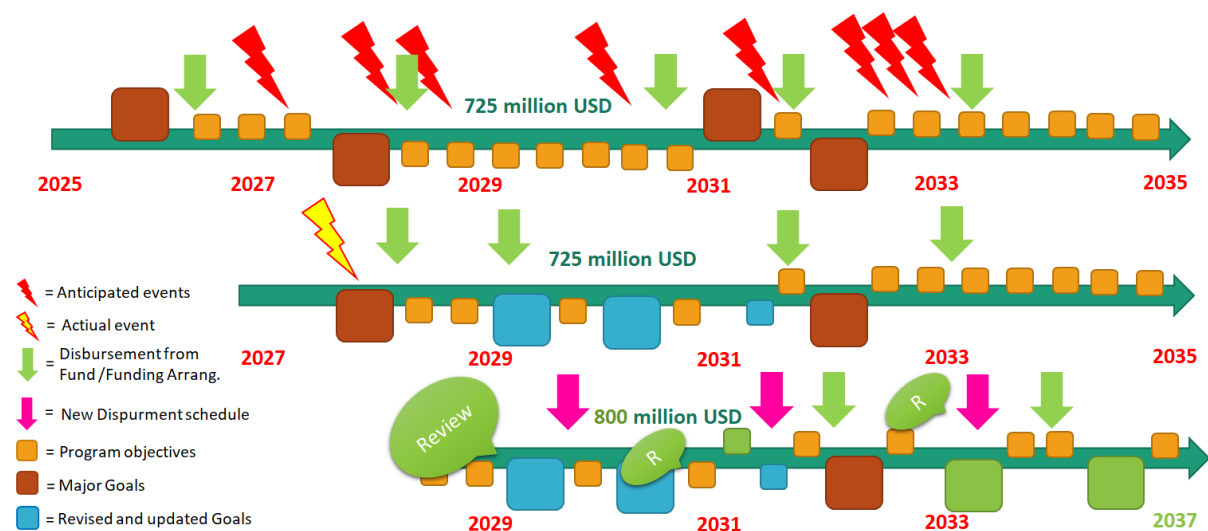 725 million USD
2025 2027 2029 2031 2033 2035
725 million USD
2027 2029 2031 2033 2035
= Anticipated events
= Actual event
= Disbursement from
Fund /Funding Arrang.
= New Dispurment schedule
= Program objectives
= Major Goals
= Revised and updated Goals
Review
800 million USD
R
R
2029 2031 2033 2037